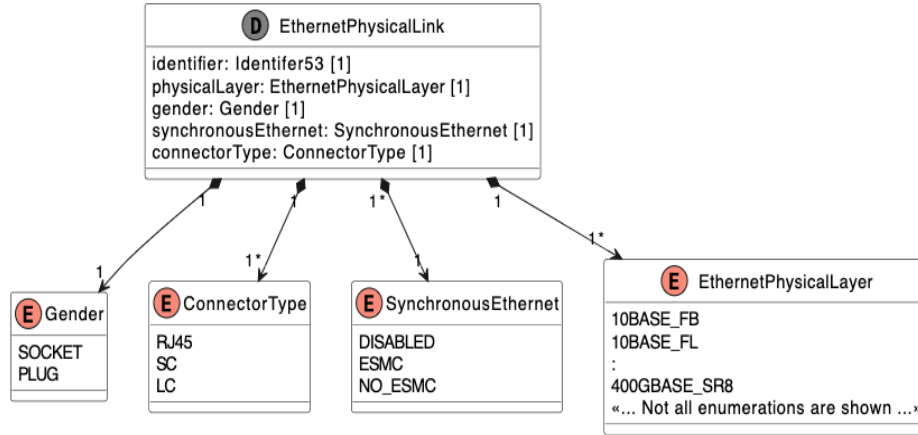 D EthernetPhysicalLink
identifier: Identifer53 [1]
physicalLayer: EthernetPhysicalLayer [1]
gender: Gender [1]
synchronousEthernet: SynchronousEthernet [1]
connectorType: ConnectorType [1]
1 1 1* 1
1 1* 1 1*
E Gender
SOCKET
PLUG
E ConnectorType
RJ45
SC
LC
E SynchronousEthernet
DISABLED
ESMC
NO_ESMC
E EthernetPhysicalLayer
10BASE_FB
10BASE_FL
:
400GBASE_SR8
«... Not all enumerations are shown ...»